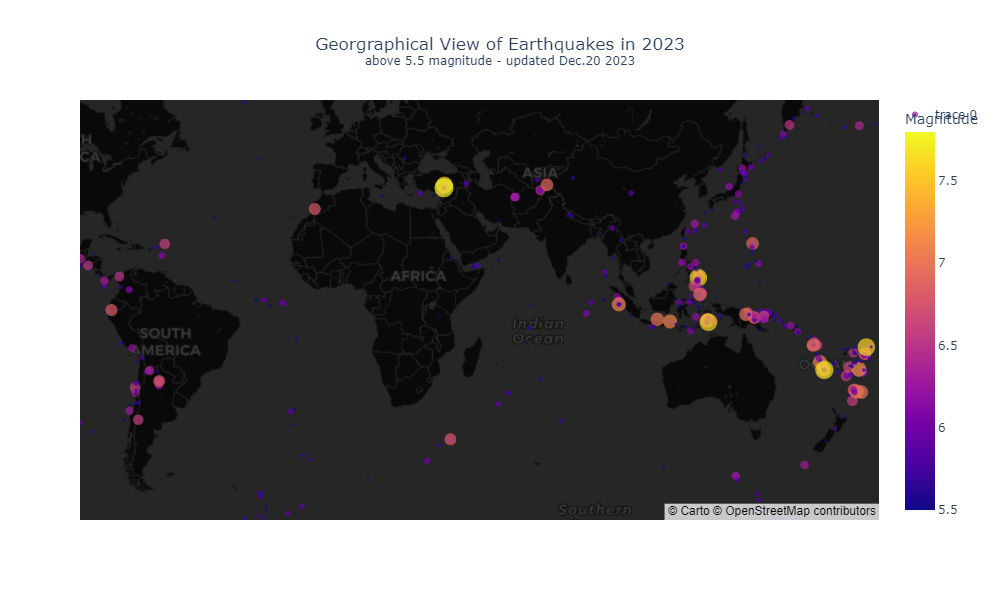 Georgraphical View of Earthquakes in 2023
above 5.5 magnitude - updated Dec.20 2023
trace 0
Magnitude
7.5
7
6.5
6
5.5
ASIA
AFRICA
Indian
Ocean
SOUTH
AMERICA
Southern
© Carto © OpenStreetMap contributors